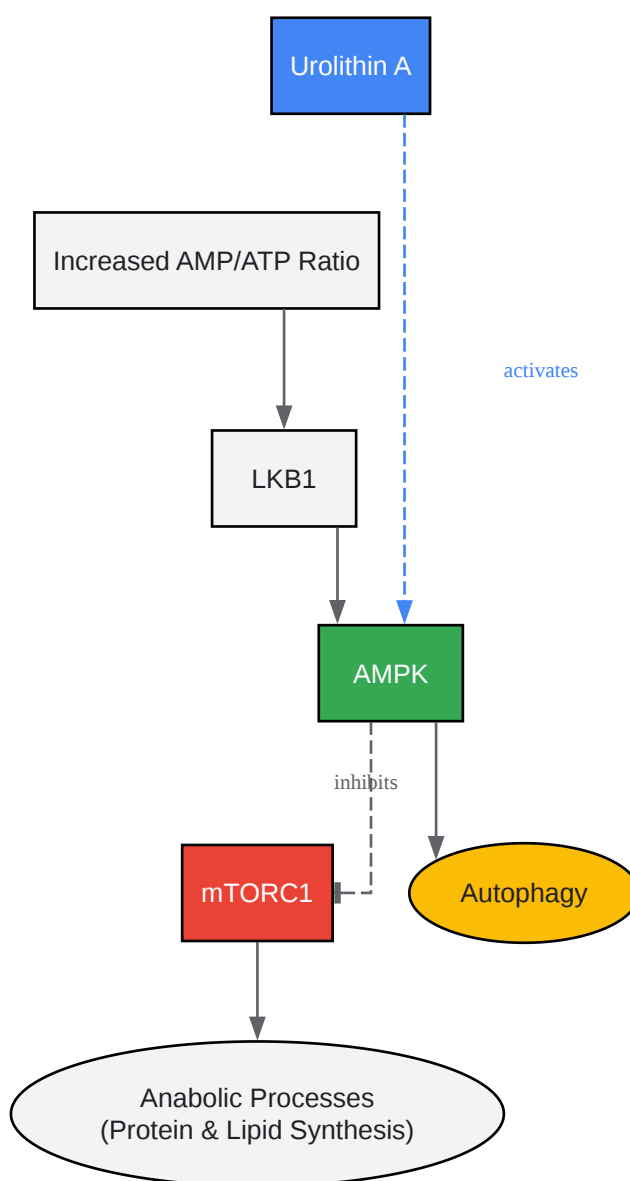 Urolithin A
Increased AMP/ATP Ratio
activates
LKB1
AMPK
inhibits
mTORC1
Autophagy
Anabolic Processes
(Protein & Lipid Synthesis)